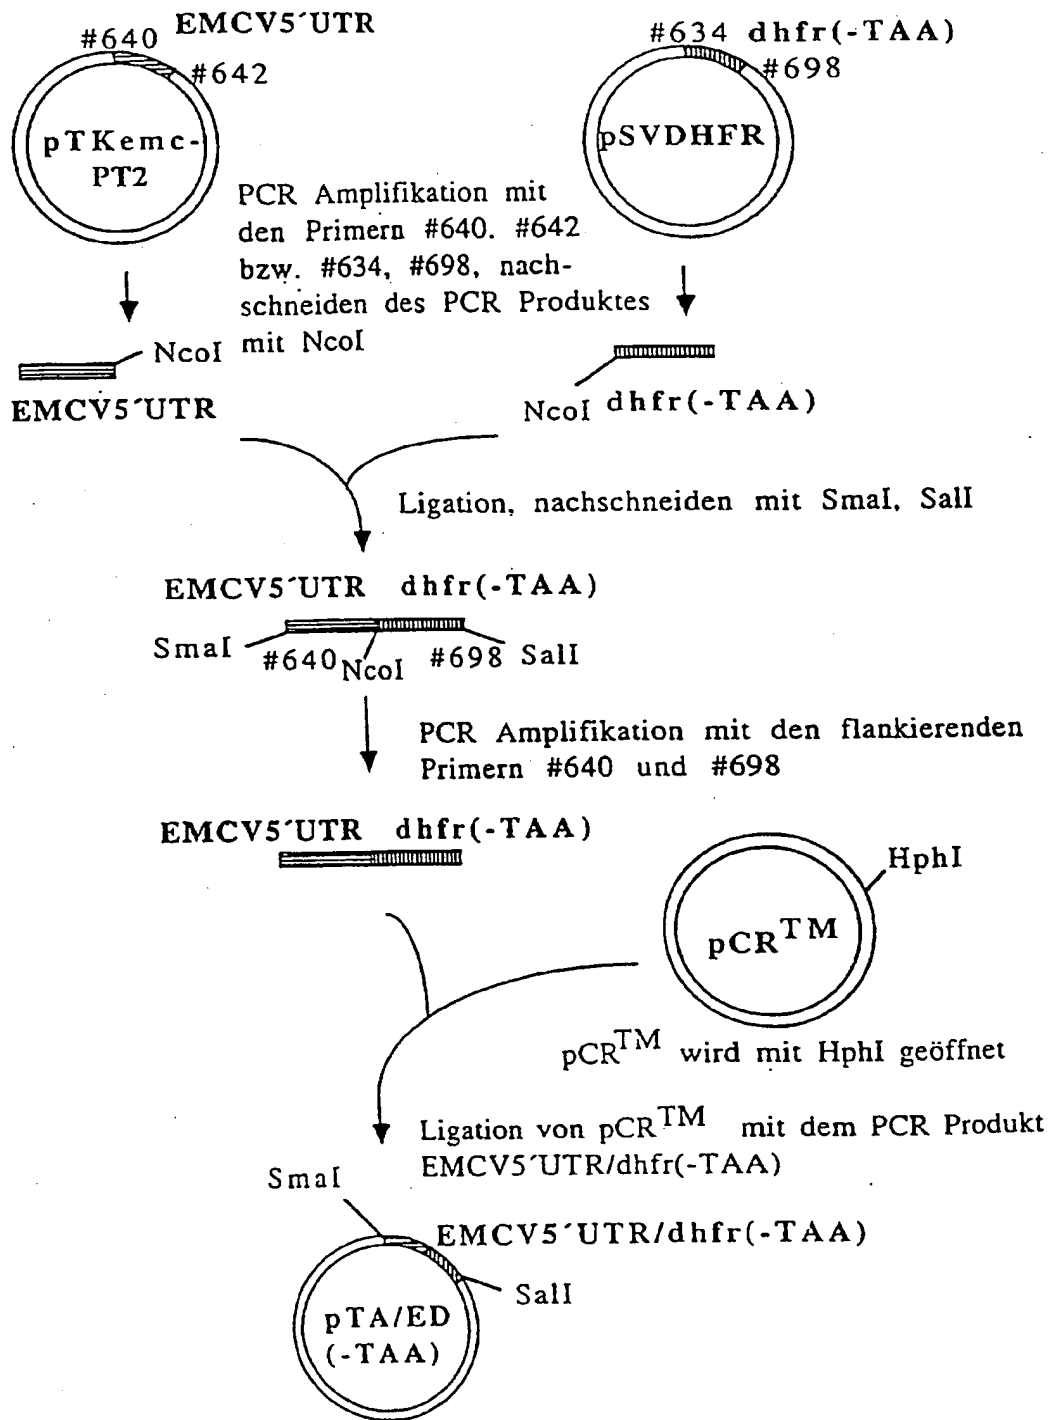 EMCV5´UTR
#640
#642
pTKemc-
PT2
#634 dhfr(-TAA)
#698
pSVDHFR
PCR Amplifikation mit
den Primern #640. #642
bzw. #634, #698, nach-
schneiden des PCR Produktes
mit NcoI
NcoI
EMCV5´UTR
NcoI dhfr(-TAA)
Ligation, nachschneiden mit SmaI, SalI
EMCV5´UTR dhfr(-TAA)
SmaI #640 NcoI #698 SalI
PCR Amplifikation mit den flankierenden
Primern #640 und #698
EMCV5´UTR dhfr(-TAA)
HphI
pCR™
pCR™ wird mit HphI geöffnet
Ligation von pCR™ mit dem PCR Produkt
EMCV5´UTR/dhfr(-TAA)
SmaI
EMCV5´UTR/dhfr(-TAA)
SalI
pTA/ED
(-TAA)